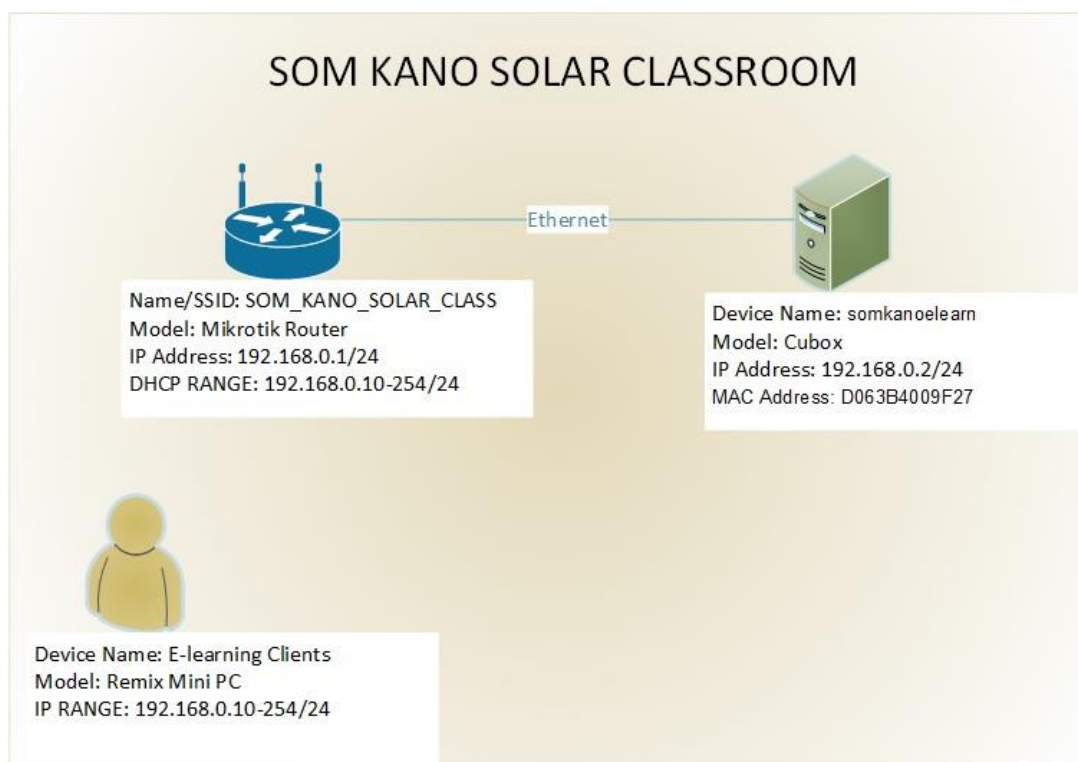 SOM KANO SOLAR CLASSROOM
Ethernet
Name/SSID: SOM_KANO_SOLAR_CLASS
Model: Mikrotik Router
IP Address: 192.168.0.1/24
DHCP RANGE: 192.168.0.10-254/24
Device Name: somkanoelearn
Model: Cubox
IP Address: 192.168.0.2/24
MAC Address: D063B4009F27
Device Name: E-learning Clients
Model: Remix Mini PC
IP RANGE: 192.168.0.10-254/24